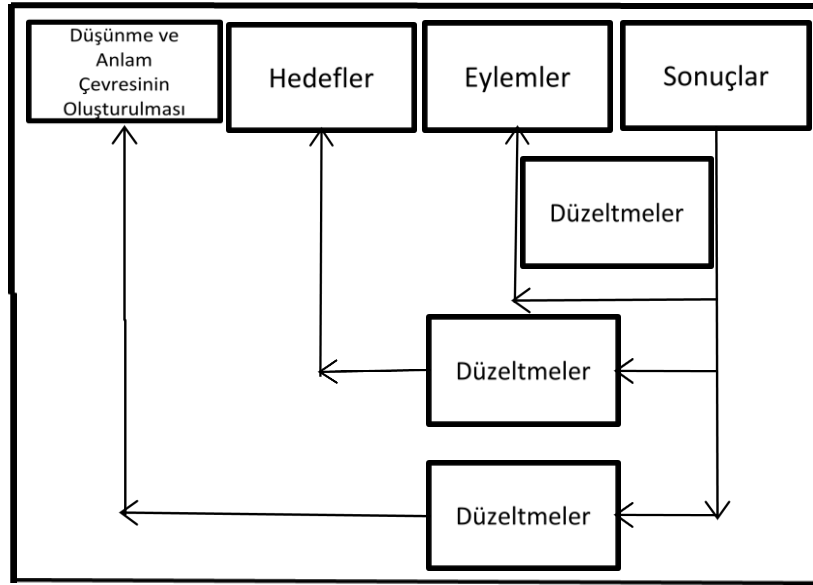 Düşünme ve
Anlam
Çevresinin
Oluşturulması
Hedefler
Eylemler
Sonuçlar
Düzeltmeler
Düzeltmeler
Düzeltmeler